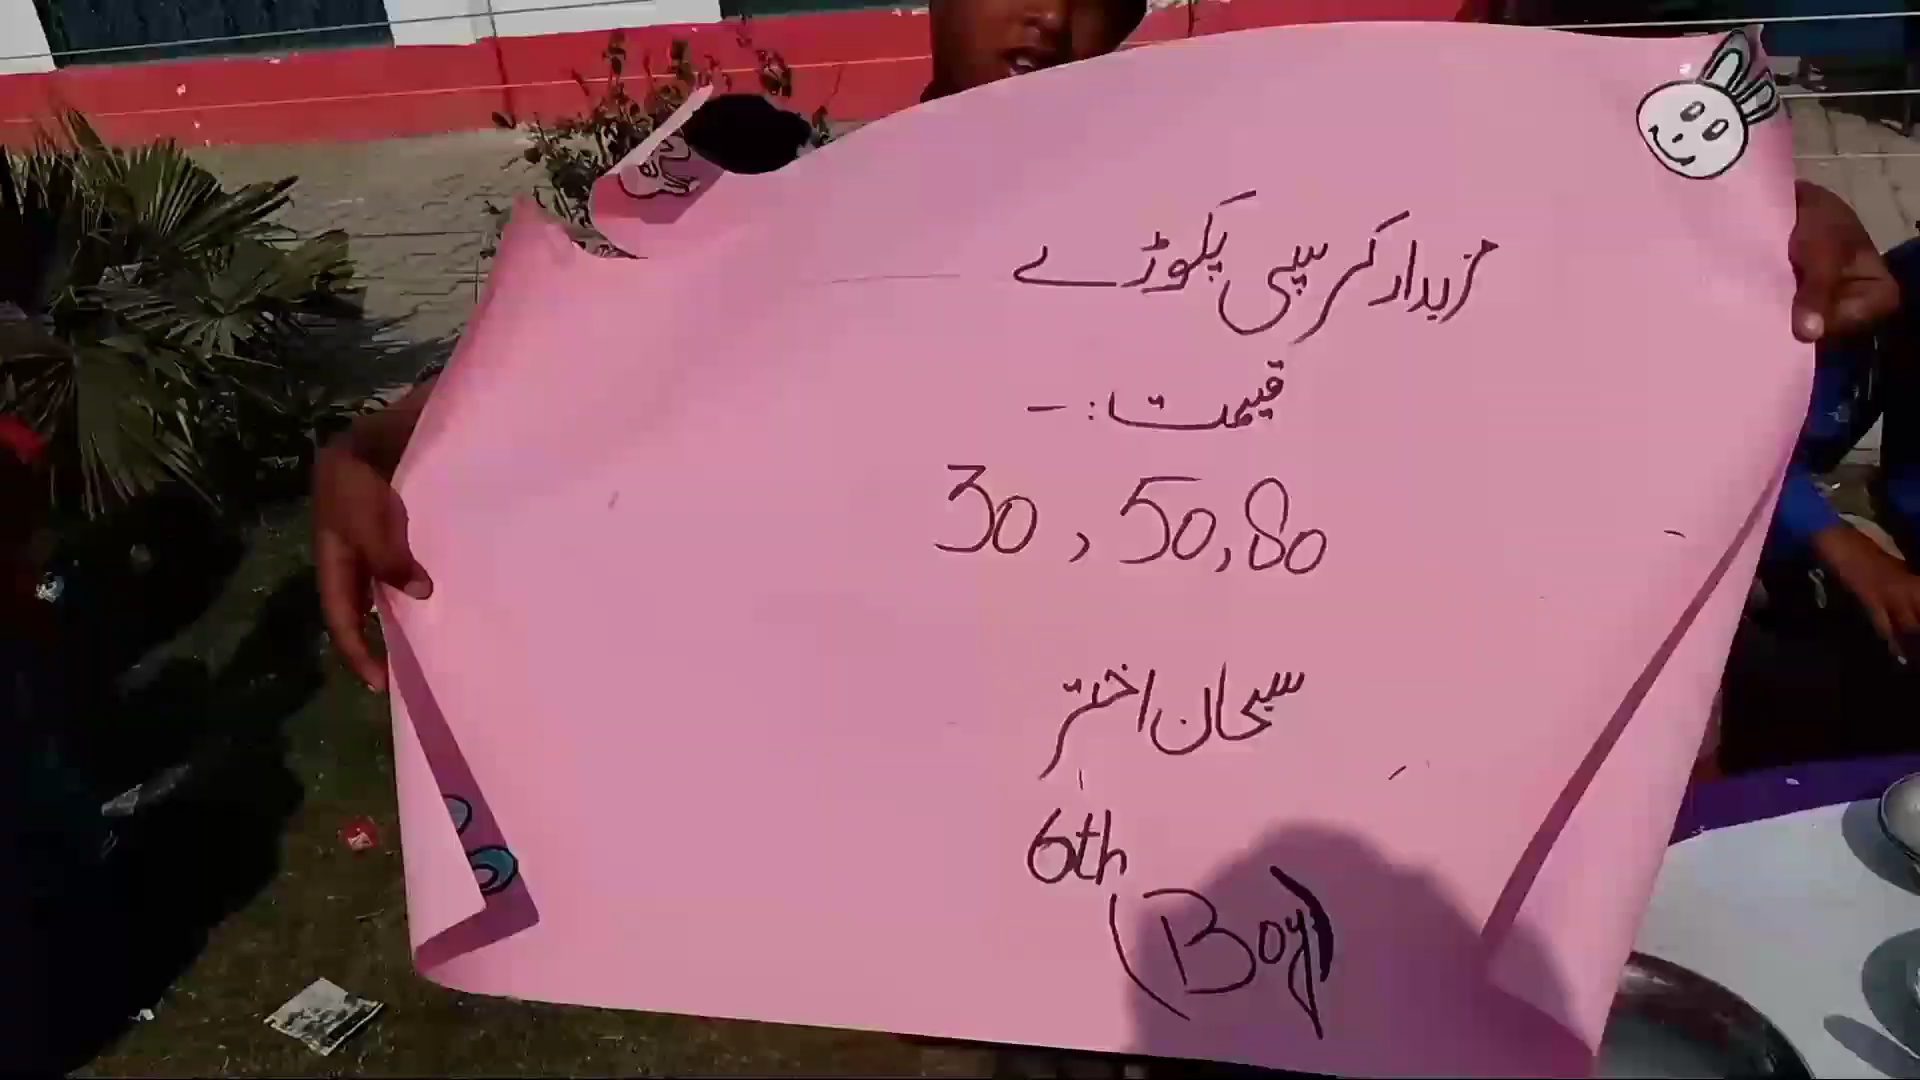 مزیدار کرسپی پکوڑے
قیمت :-
30 , 50, 80
سبحان اختر
6th
(Boy)